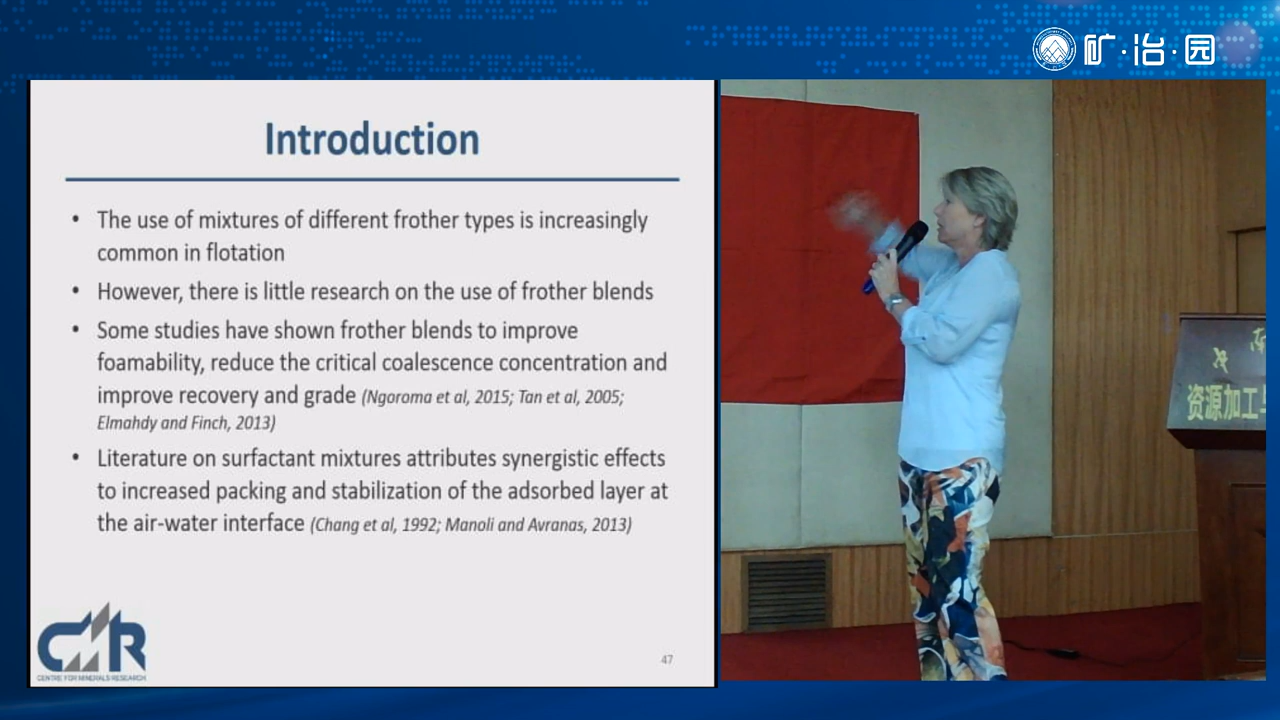 矿·冶·园
Introduction
• The use of mixtures of different frother types is increasingly
common in flotation
• However, there is little research on the use of frother blends
• Some studies have shown frother blends to improve
foamability, reduce the critical coalescence concentration and
improve recovery and grade (Ngoroma et al, 2015; Tan et al, 2005;
Elmahdy and Finch, 2013)
• Literature on surfactant mixtures attributes synergistic effects
to increased packing and stabilization of the adsorbed layer at
the air-water interface (Chang et al, 1992; Manoli and Avranas, 2013)
CMR
CENTRE FOR MINERALS RESEARCH
47
资源加工与